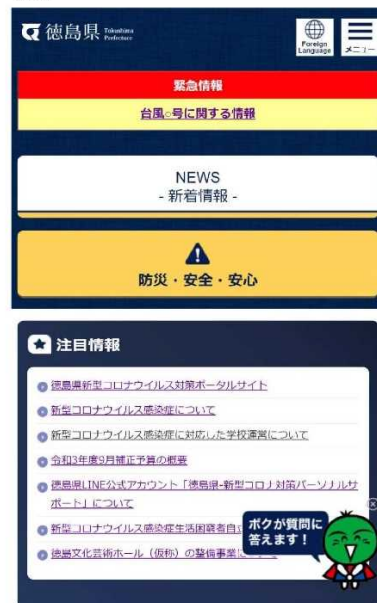 徳島県 Tokushima
Prefecture
Foreign
Language
メニュー
緊急情報
台風○号に関する情報
NEWS
- 新着情報 -
防災・安全・安心
注目情報
徳島県新型コロナウイルス対策ポータルサイト
新型コロナウイルス感染症について
新型コロナウイルス感染症に対応した学校運営について
令和3年度9月補正予算の概要
徳島県LINE公式アカウント「徳島県-新型コロナ対策パーソナルサ
ポート」について
新型コロナウイルス感染症生活困窮者自
徳島文化芸術ホール（仮称）の整備事業に
ボクが質問に
答えます！